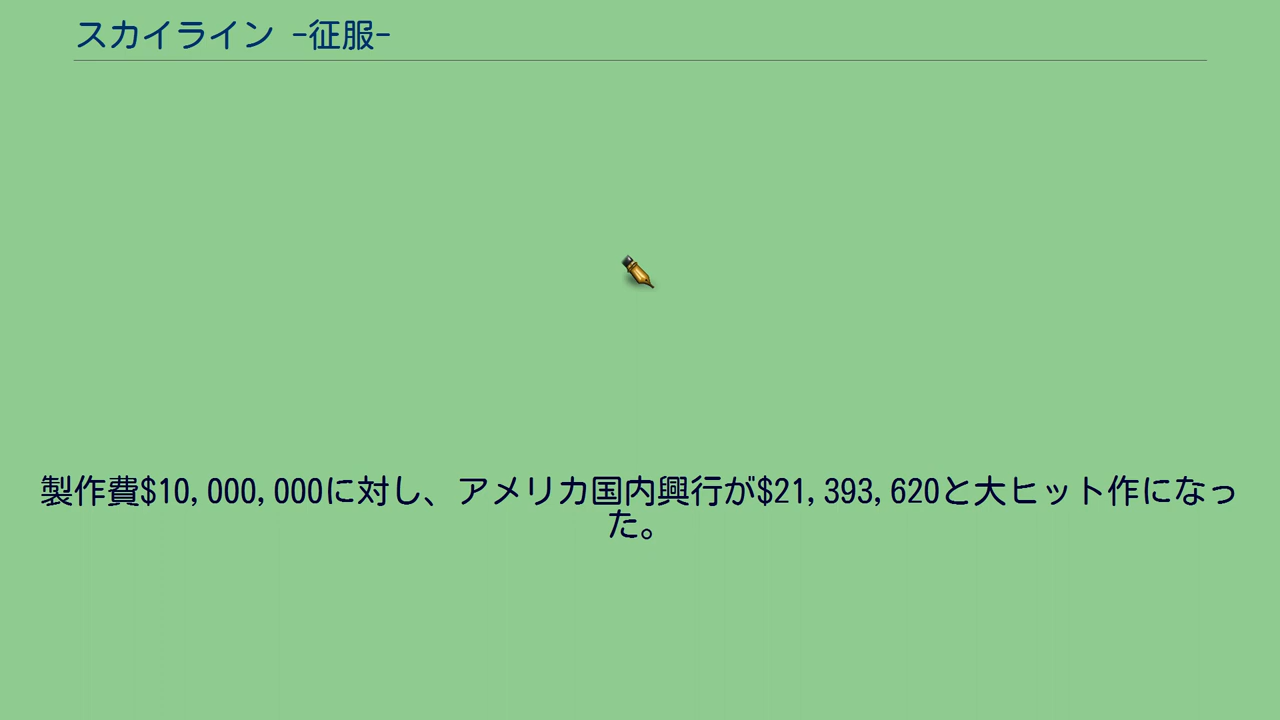 スカイライン -征服-
製作費$10,000,000に対し、アメリカ国内興行が$21,393,620と大ヒット作になっ
た。